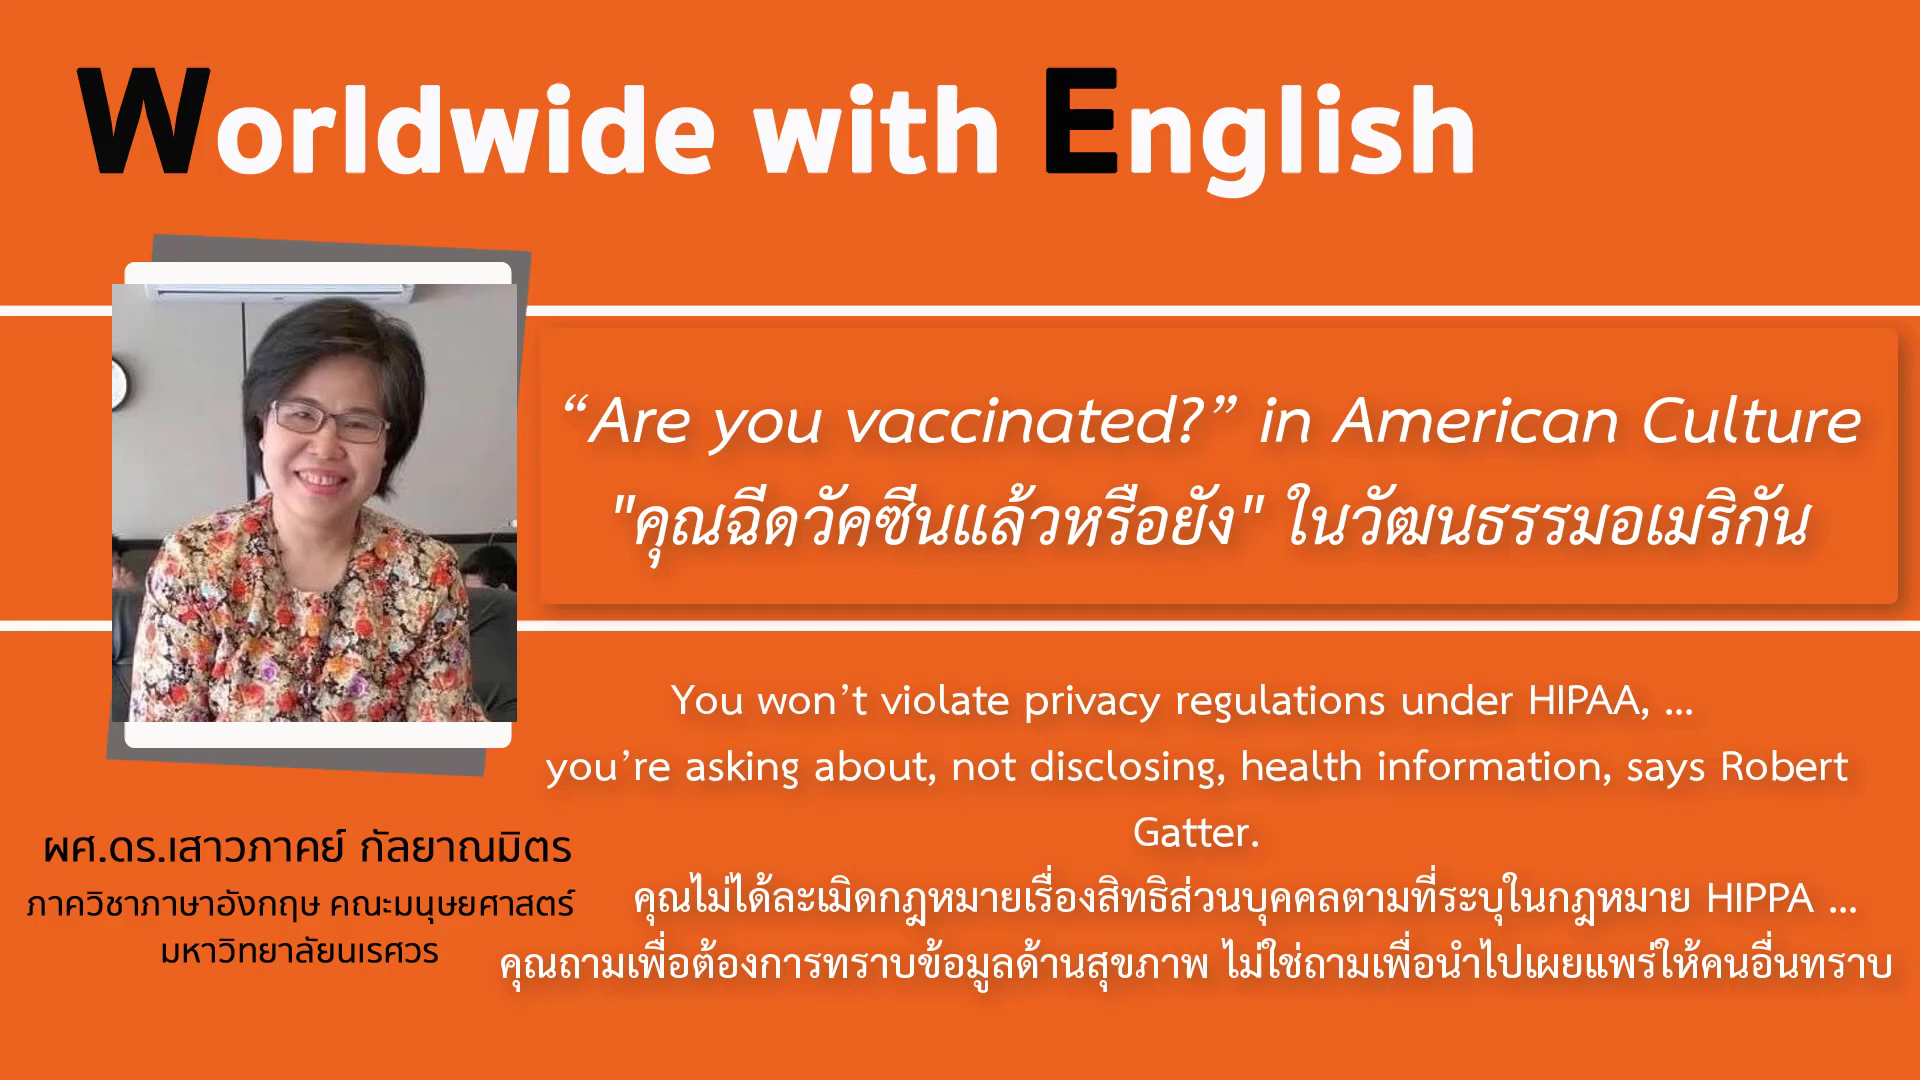 Worldwide with English
“Are you vaccinated?” in American Culture
"คุณฉีดวัคซีนแล้วหรือยัง" ในวัฒนธรรมอเมริกัน
You won’t violate privacy regulations under HIPAA, ...
you’re asking about, not disclosing, health information, says Robert
Gatter.
คุณไม่ได้ละเมิดกฎหมายเรื่องสิทธิส่วนบุคคลตามที่ระบุในกฎหมาย HIPPA ...
คุณถามเพื่อต้องการทราบข้อมูลด้านสุขภาพ ไม่ใช่ถามเพื่อนำไปเผยแพร่ให้คนอื่นทราบ
ผศ.ดร.เสาวภาคย์ กัลยาณมิตร
ภาควิชาภาษาอังกฤษ คณะมนุษยศาสตร์
มหาวิทยาลัยนเรศวร